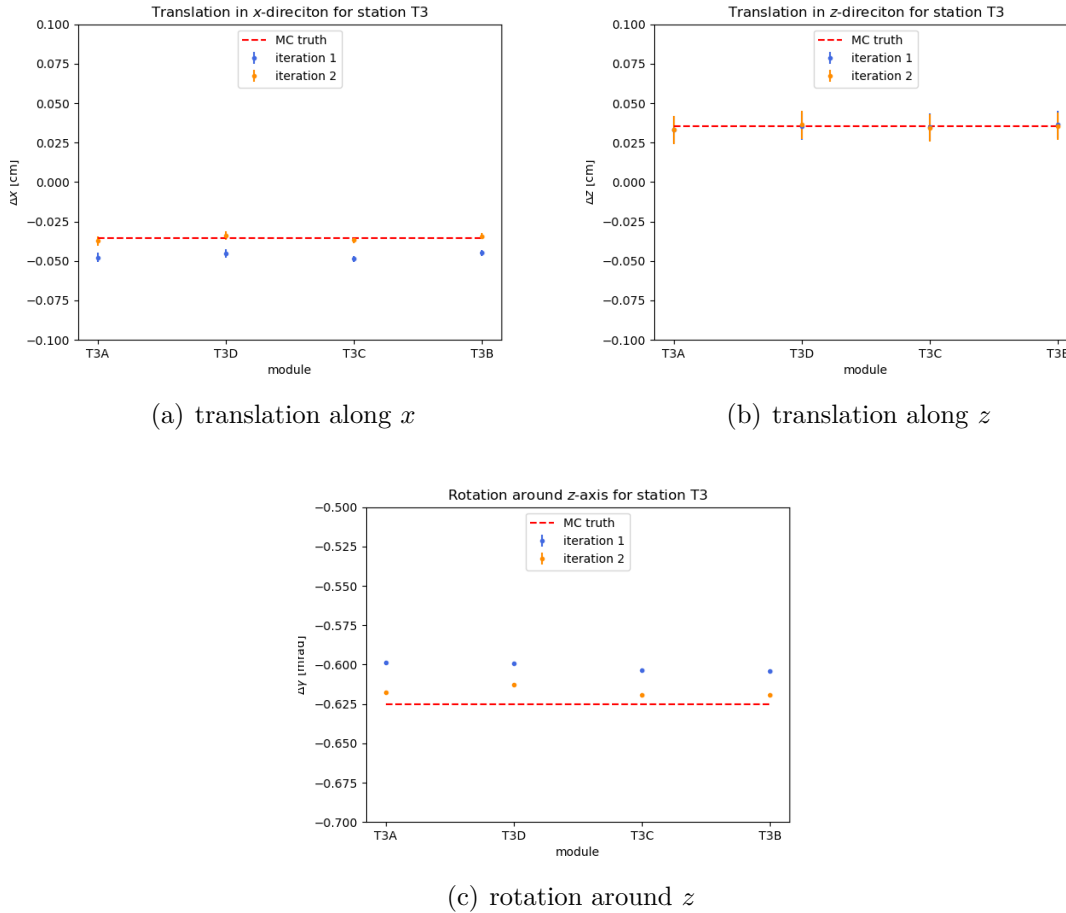 Translation in x-direciton for station T3
MC truth
iteration 1
iteration 2
0.100
0.075
0.050
0.025
0.000
−0.025
−0.050
−0.075
−0.100
Δx [cm]
T3A T3D T3C T3B
module
(a) translation along x
Translation in z-direciton for station T3
MC truth
iteration 1
iteration 2
0.100
0.075
0.050
0.025
0.000
−0.025
−0.050
−0.075
−0.100
Δz [cm]
T3A T3D T3C T3B
module
(b) translation along z
Rotation around z-axis for station T3
MC truth
iteration 1
iteration 2
−0.500
−0.525
−0.550
−0.575
−0.600
−0.625
−0.650
−0.675
−0.700
Δγ [mrad]
T3A T3D T3C T3B
module
(c) rotation around z